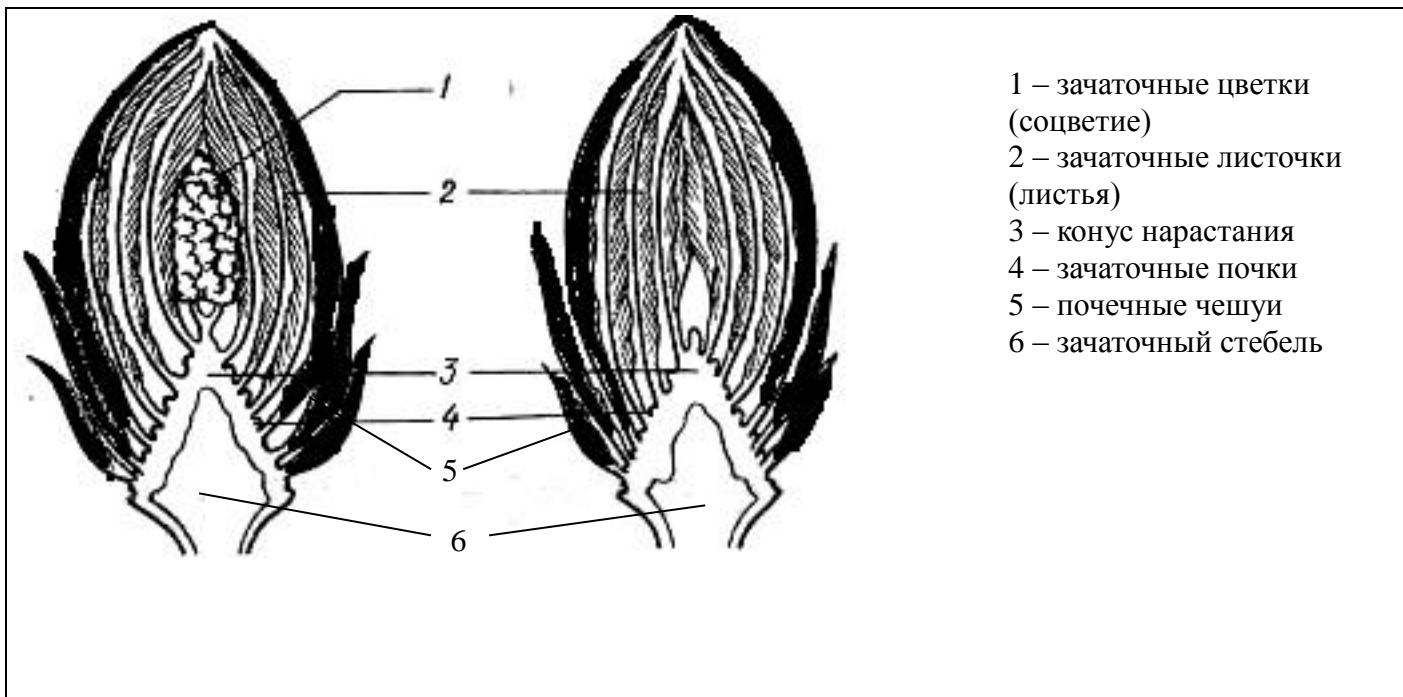 1
2
3
4
5
6
1 – зачаточные цветки
(соцветие)
2 – зачаточные листочки
(листья)
3 – конус нарастания
4 – зачаточные почки
5 – почечные чешуи
6 – зачаточный стебель